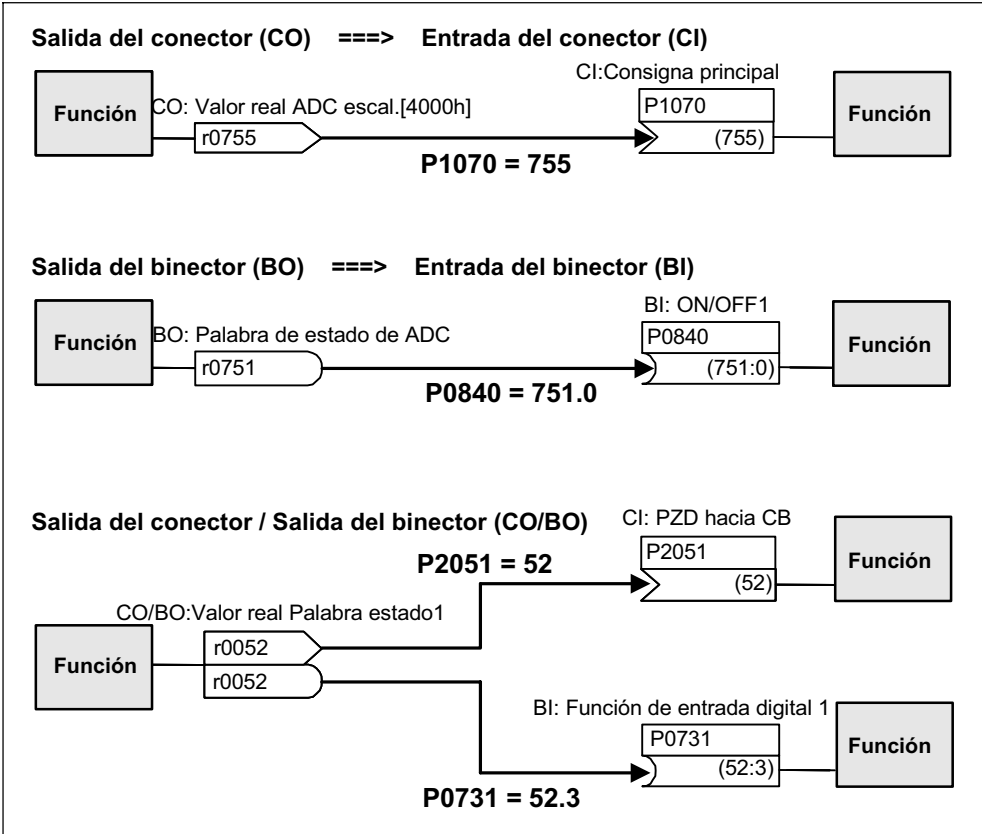 Salida del conector (CO) ===> Entrada del conector (CI)
CI:Consigna principal
Función
CO: Valor real ADC escal.[4000h]
r0755
P1070
(755)
Función
P1070 = 755
Salida del binector (BO) ===> Entrada del binector (BI)
BI: ON/OFF1
Función
BO: Palabra de estado de ADC
r0751
P0840
(751:0)
Función
P0840 = 751.0
Salida del conector / Salida del binector (CO/BO)
CI: PZD hacia CB
P2051 = 52
P2051
(52)
Función
CO/BO:Valor real Palabra estado1
Función
r0052
r0052
BI: Función de entrada digital 1
P0731
(52:3)
Función
P0731 = 52.3